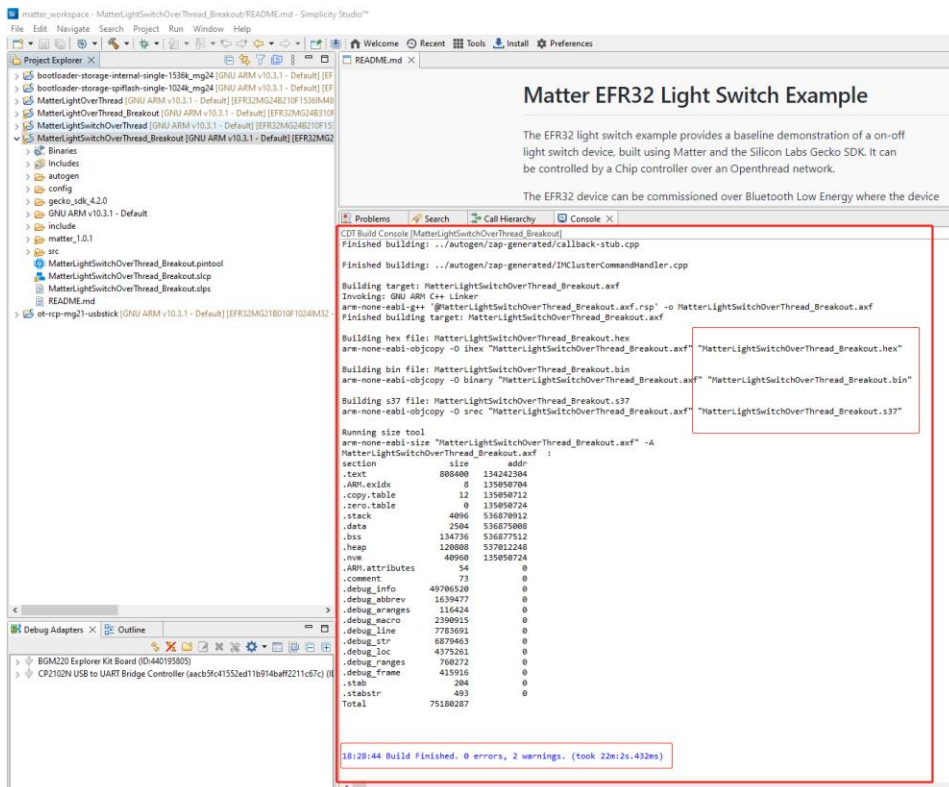 matter_workspace - MatterLightSwitchOverThread_Breakout/README.md - Simplicity Studio™
File Edit Navigate Search Project Run Window Help
Welcome Recent Tools Install Preferences
Project Explorer
bootloader-storage-internal-single-1536k_mg24 [GNU ARM v10.3.1 - Default] [EF
bootloader-storage-spiflash-single-1024k_mg24 [GNU ARM v10.3.1 - Default] [EF
MatterLightOverThread [GNU ARM v10.3.1 - Default] [EFR32MG24B210F1536IM48
MatterLightOverThread_Breakout [GNU ARM v10.3.1 - Default] [EFR32MG24B310F
MatterLightSwitchOverThread [GNU ARM v10.3.1 - Default] [EFR32MG24B210F153
MatterLightSwitchOverThread_Breakout [GNU ARM v10.3.1 - Default] [EFR32MG2
Binaries
Includes
autogen
config
gecko_sdk_4.2.0
GNU ARM v10.3.1 - Default
include
matter_1.0.1
src
MatterLightSwitchOverThread_Breakout.pintool
MatterLightSwitchOverThread_Breakout.slcp
MatterLightSwitchOverThread_Breakout.slps
README.md
ot-rcp-mg21-usbstick [GNU ARM v10.3.1 - Default] [EFR32MG21B010F1024IM32 -
README.md
Matter EFR32 Light Switch Example
The EFR32 light switch example provides a baseline demonstration of a on-off
light switch device, built using Matter and the Silicon Labs Gecko SDK. It can
be controlled by a Chip controller over an Openthread network.
The EFR32 device can be commissioned over Bluetooth Low Energy where the device
Problems Search Call Hierarchy Console
CDT Build Console [MatterLightSwitchOverThread_Breakout]
Finished building: ../autogen/zap-generated/callback-stub.cpp
Finished building: ../autogen/zap-generated/IMClusterCommandHandler.cpp
Building target: MatterLightSwitchOverThread_Breakout.axf
Invoking: GNU ARM C++ Linker
arm-none-eabi-g++ '@MatterLightSwitchOverThread_Breakout.axf.rsp' -o MatterLightSwitchOverThread_Breakout.axf
Finished building target: MatterLightSwitchOverThread_Breakout.axf
Building hex file: MatterLightSwitchOverThread_Breakout.hex
arm-none-eabi-objcopy -O ihex "MatterLightSwitchOverThread_Breakout.axf" "MatterLightSwitchOverThread_Breakout.hex"
Building bin file: MatterLightSwitchOverThread_Breakout.bin
arm-none-eabi-objcopy -O binary "MatterLightSwitchOverThread_Breakout.axf" "MatterLightSwitchOverThread_Breakout.bin"
Building s37 file: MatterLightSwitchOverThread_Breakout.s37
arm-none-eabi-objcopy -O srec "MatterLightSwitchOverThread_Breakout.axf" "MatterLightSwitchOverThread_Breakout.s37"
Running size tool
arm-none-eabi-size "MatterLightSwitchOverThread_Breakout.axf" -A
MatterLightSwitchOverThread_Breakout.axf :
section size addr
.text 808400 134242304
.ARM.exidx 8 135050704
.copy.table 12 135050712
.zero.table 0 135050724
.stack 4096 536870912
.data 2504 536875008
.bss 134736 536877512
.heap 120808 537012248
.nvm 40960 135050724
.ARM.attributes 54 0
.comment 73 0
.debug_info 49706520 0
.debug_abbrev 1639477 0
.debug_aranges 116424 0
.debug_macro 2390915 0
.debug_line 7783691 0
.debug_str 6879463 0
.debug_loc 4375261 0
.debug_ranges 760272 0
.debug_frame 415916 0
.stab 204 0
.stabstr 493 0
Total 75180287
18:28:44 Build Finished. 0 errors, 2 warnings. (took 22m:2s.432ms)
Debug Adapters Outline
BGM220 Explorer Kit Board (ID:440195805)
CP2102N USB to UART Bridge Controller (aacb5fc41552ed11b914baff2211c67c) (I